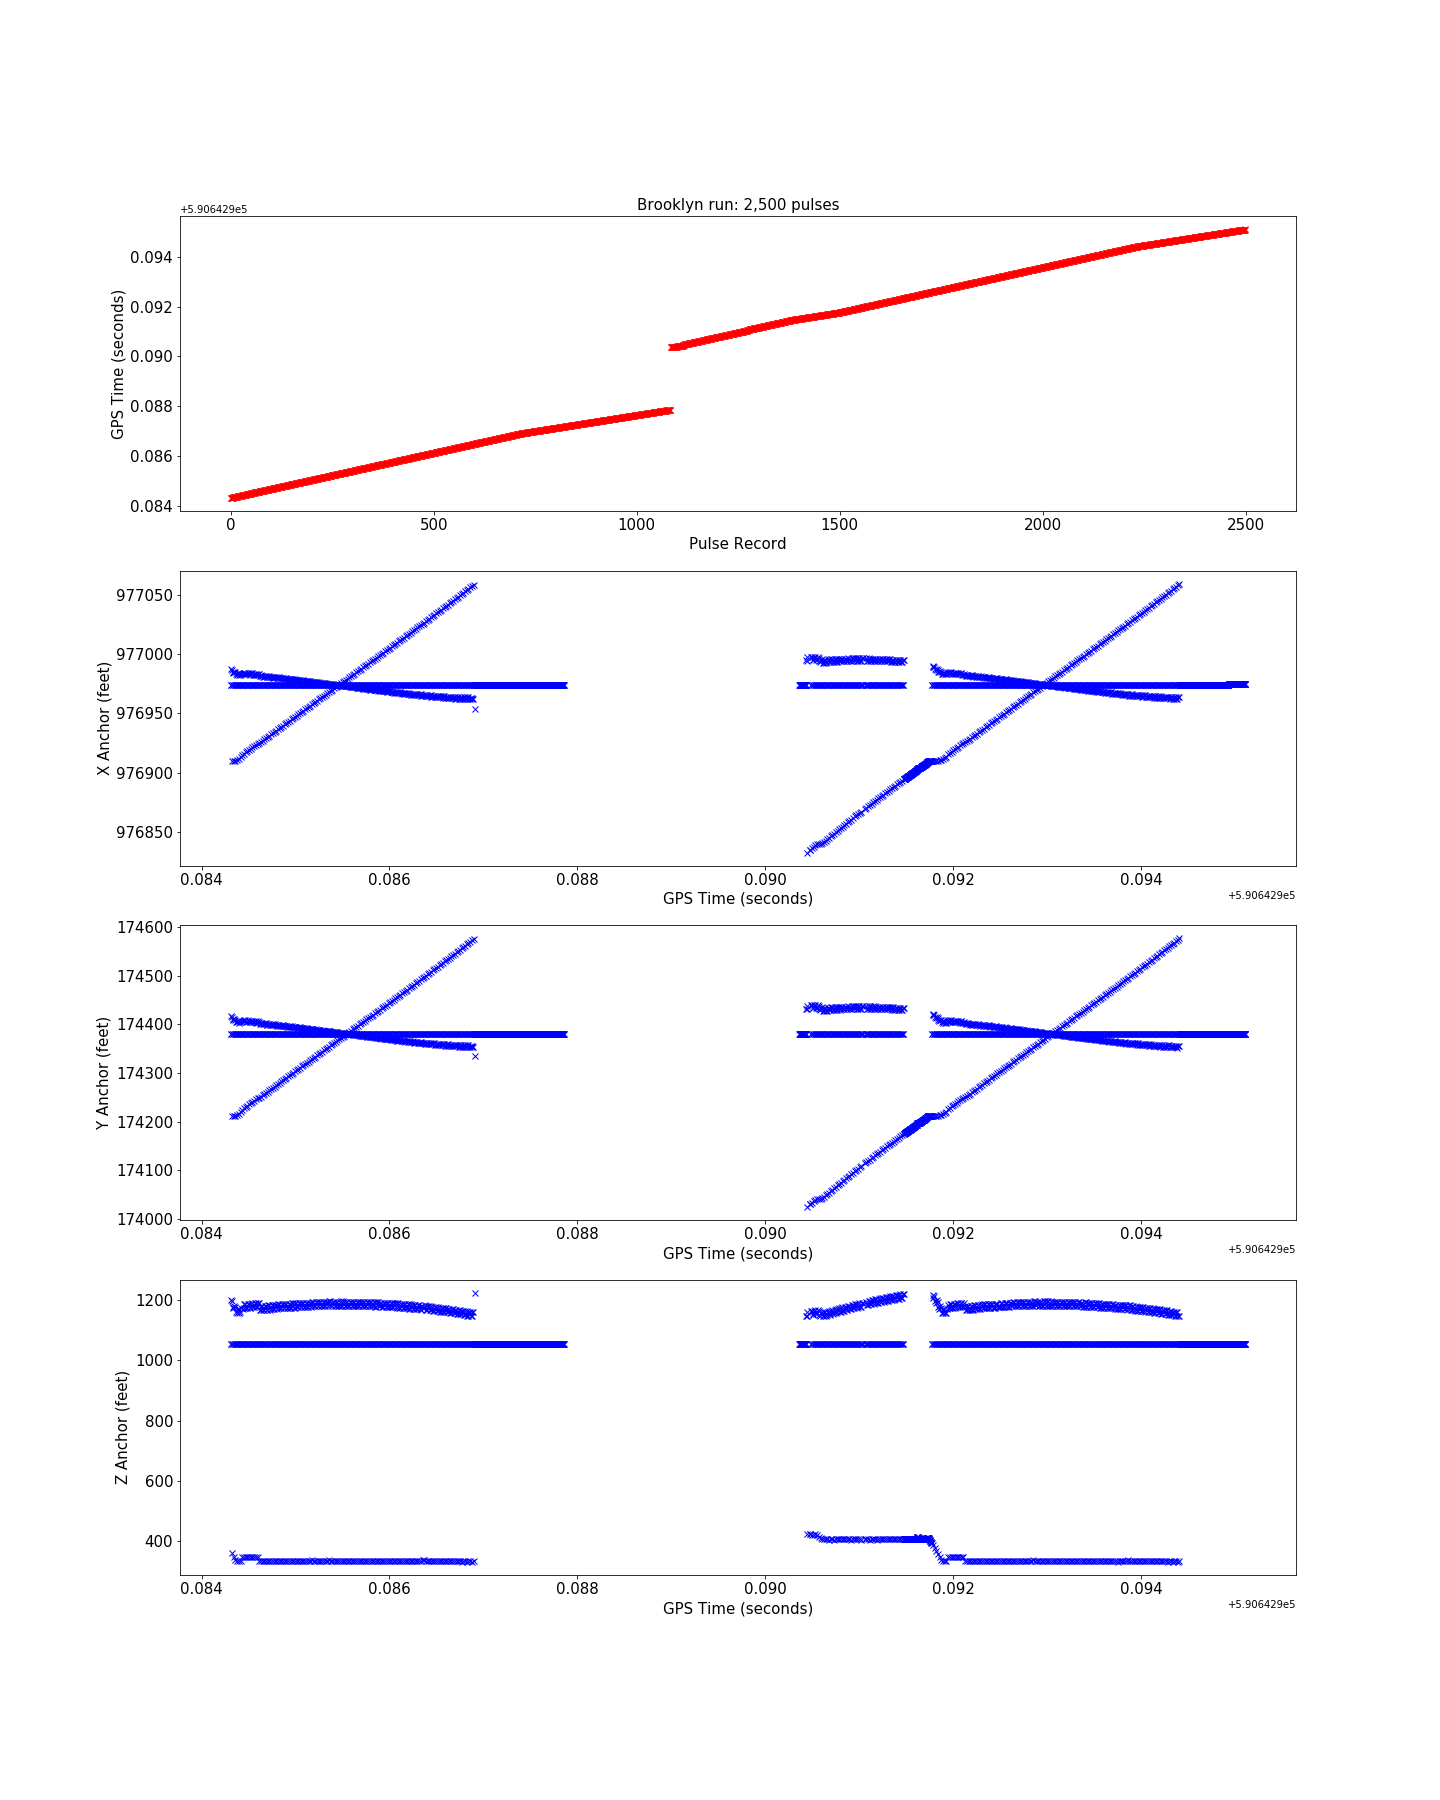 Brooklyn run: 2,500 pulses
+5.906429e5
GPS Time (seconds)
0.094
0.092
0.090
0.088
0.086
0.084
0 500 1000 1500 2000 2500
Pulse Record
X Anchor (feet)
977050
977000
976950
976900
976850
0.084 0.086 0.088 0.090 0.092 0.094
GPS Time (seconds)
+5.906429e5
Y Anchor (feet)
174600
174500
174400
174300
174200
174100
174000
0.084 0.086 0.088 0.090 0.092 0.094
GPS Time (seconds)
+5.906429e5
Z Anchor (feet)
1200
1000
800
600
400
0.084 0.086 0.088 0.090 0.092 0.094
GPS Time (seconds)
+5.906429e5